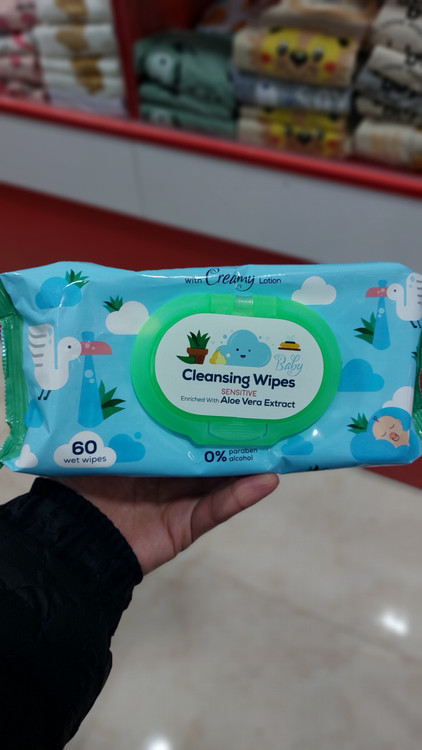 with Creamy Lotion
Baby
Cleansing Wipes
SENSITIVE
Enriched With Aloe Vera Extract
60
wet wipes
0% paraben
alcohol